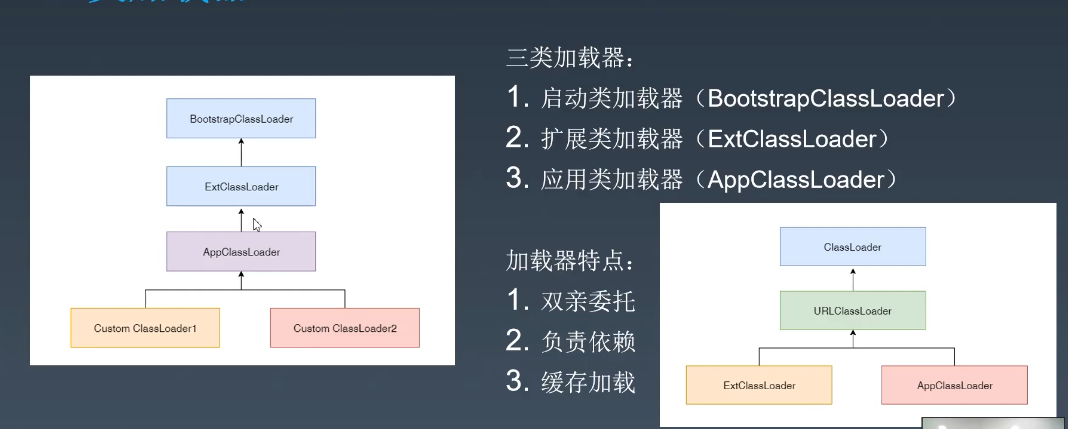 三类加载器：
1. 启动类加载器（BootstrapClassLoader）
2. 扩展类加载器（ExtClassLoader）
3. 应用类加载器（AppClassLoader）
BootstrapClassLoader
ExtClassLoader
AppClassLoader
Custom ClassLoader1
Custom ClassLoader2
加载器特点：
1. 双亲委托
2. 负责依赖
3. 缓存加载
ClassLoader
URLClassLoader
ExtClassLoader
AppClassLoader